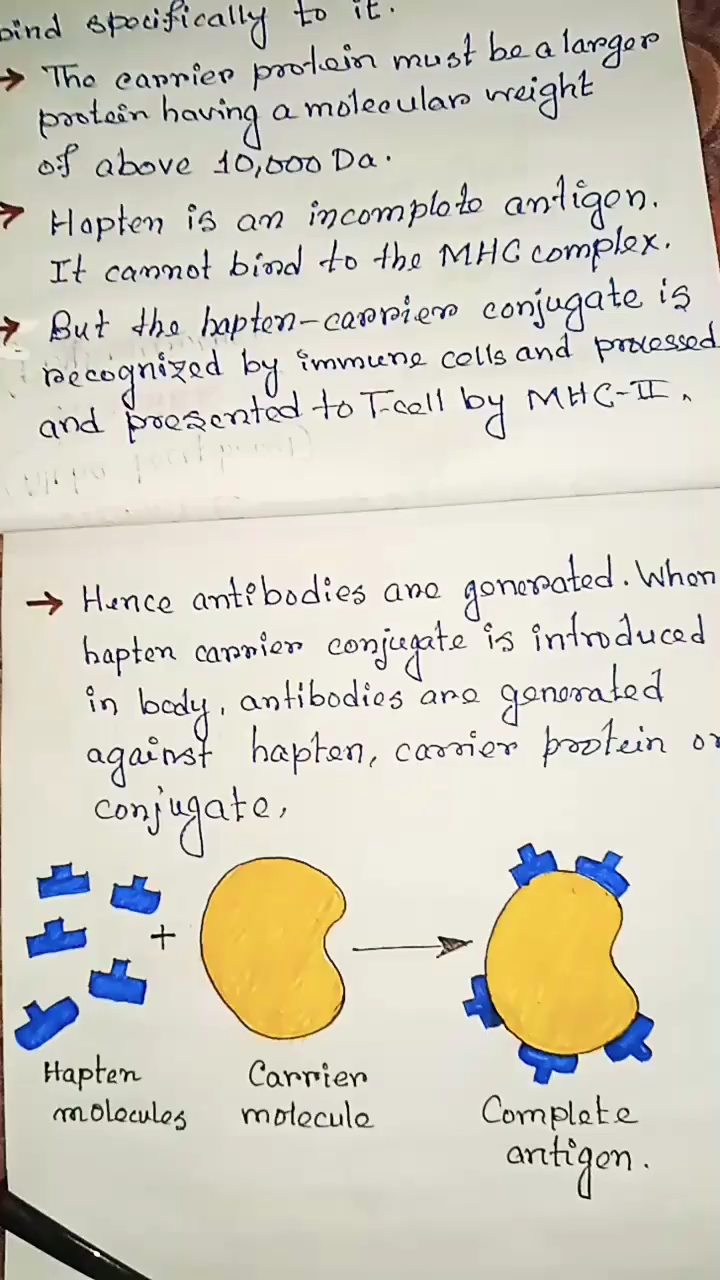 bind specifically to it.
→ The carrier protein must be a larger
protein having a molecular weight
of above 10,000 Da.
→ Hapten is an incomplete antigen.
It cannot bind to the MHC complex.
→ But the hapten-carrier conjugate is
recognized by immune cells and processed
and presented to T-cell by MHC-II.
→ Hence antibodies are generated. When
hapten carrier conjugate is introduced
in body, antibodies are generated
against hapten, carrier protein or
conjugate,
+
Hapten
molecules
Carrier
molecule
Complete
antigen.